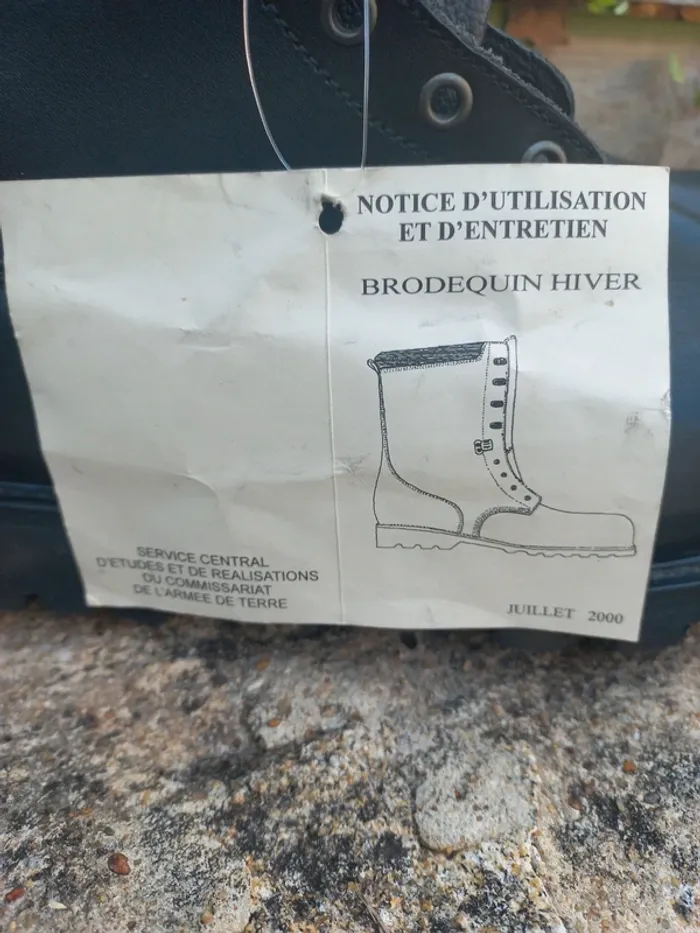 NOTICE D'UTILISATION
ET D'ENTRETIEN
BRODEQUIN HIVER
JUILLET 2000
SERVICE CENTRAL
D'ETUDES ET DE REALISATIONS
DU COMMISSARIAT
DE L'ARMEE DE TERRE